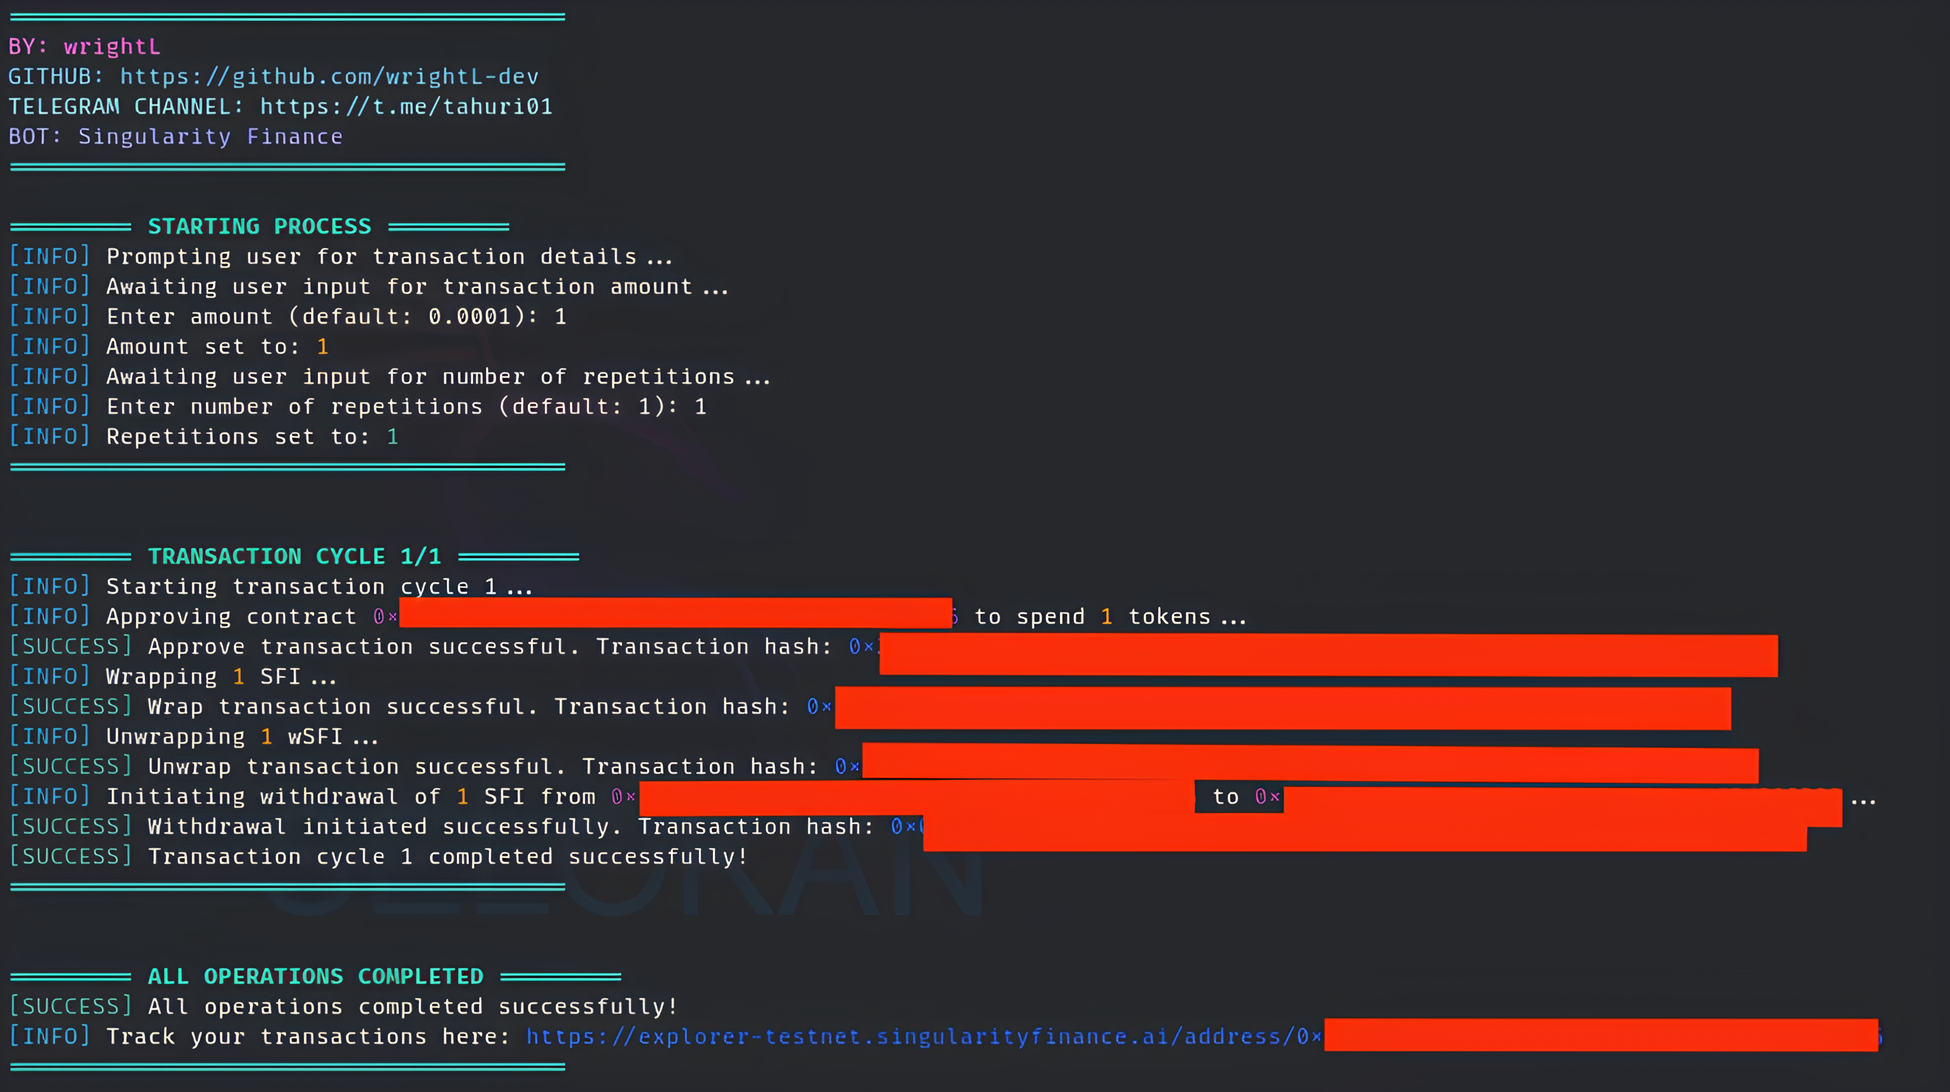 BY: wrightL
GITHUB: https://github.com/wrightL-dev
TELEGRAM CHANNEL: https://t.me/tahuri01
BOT: Singularity Finance
STARTING PROCESS
[INFO] Prompting user for transaction details...
[INFO] Awaiting user input for transaction amount...
[INFO] Enter amount (default: 0.0001): 1
[INFO] Amount set to: 1
[INFO] Awaiting user input for number of repetitions...
[INFO] Enter number of repetitions (default: 1): 1
[INFO] Repetitions set to: 1
TRANSACTION CYCLE 1/1
[INFO] Starting transaction cycle 1...
[INFO] Approving contract 0x to spend 1 tokens...
[SUCCESS] Approve transaction successful. Transaction hash: 0x
[INFO] Wrapping 1 SFI...
[SUCCESS] Wrap transaction successful. Transaction hash: 0x
[INFO] Unwrapping 1 wSFI...
[SUCCESS] Unwrap transaction successful. Transaction hash: 0x
[INFO] Initiating withdrawal of 1 SFI from 0x to 0x ...
[SUCCESS] Withdrawal initiated successfully. Transaction hash: 0x
[SUCCESS] Transaction cycle 1 completed successfully!
ALL OPERATIONS COMPLETED
[SUCCESS] All operations completed successfully!
[INFO] Track your transactions here: https://explorer-testnet.singularityfinance.ai/address/0x